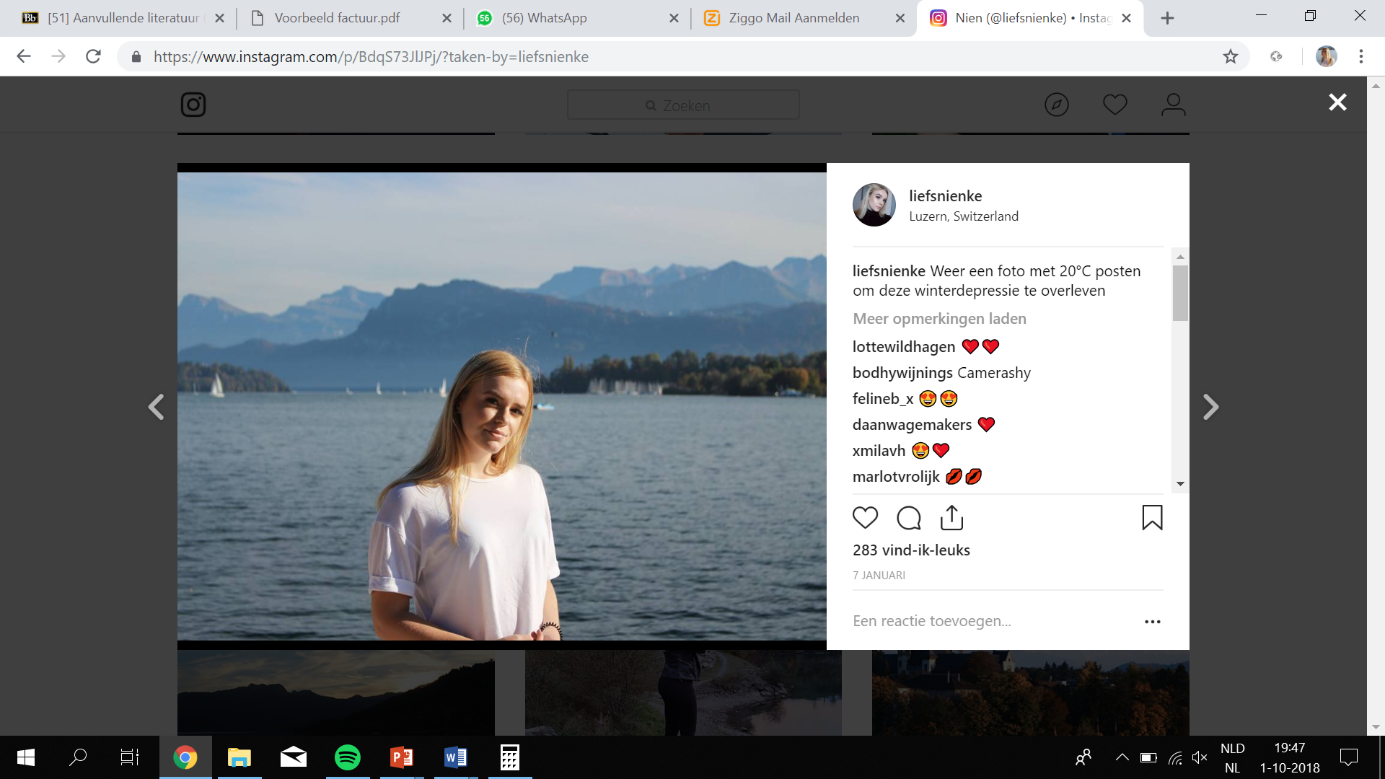 [51] Aanvullende literatuur
Voorbeeld factuur.pdf
(56) WhatsApp
Ziggo Mail Aanmelden
Nien (@liefsnienke) • Insta
https://www.instagram.com/p/BdqS73JlJPj/?taken-by=liefsnienke
Zoeken
liefsnienke
Luzern, Switzerland
liefsnienke Weer een foto met 20°C posten
om deze winterdepressie te overleven
Meer opmerkingen laden
lottewildhagen ❤️❤️
bodhywijnings Camerashy
felineb_x 😍😍
daanwagemakers ❤️
xmilavh 😍❤️
marlotvrolijk 💋💋
283 vind-ik-leuks
7 JANUARI
Een reactie toevoegen...
NLD
NL
19:47
1-10-2018